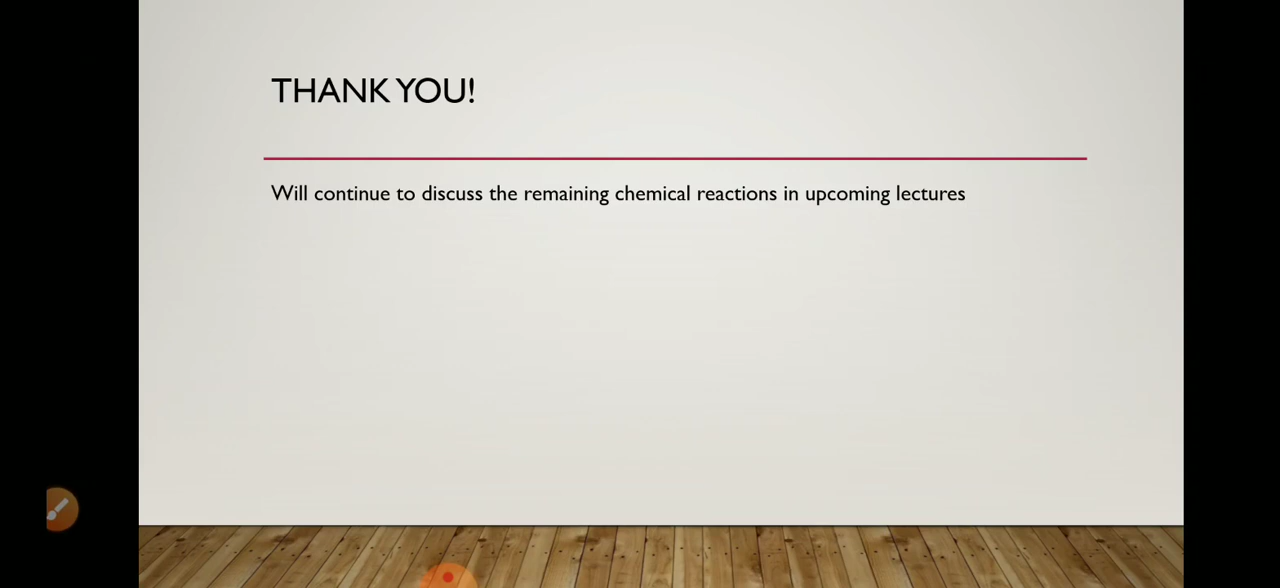 THANK YOU!
Will continue to discuss the remaining chemical reactions in upcoming lectures